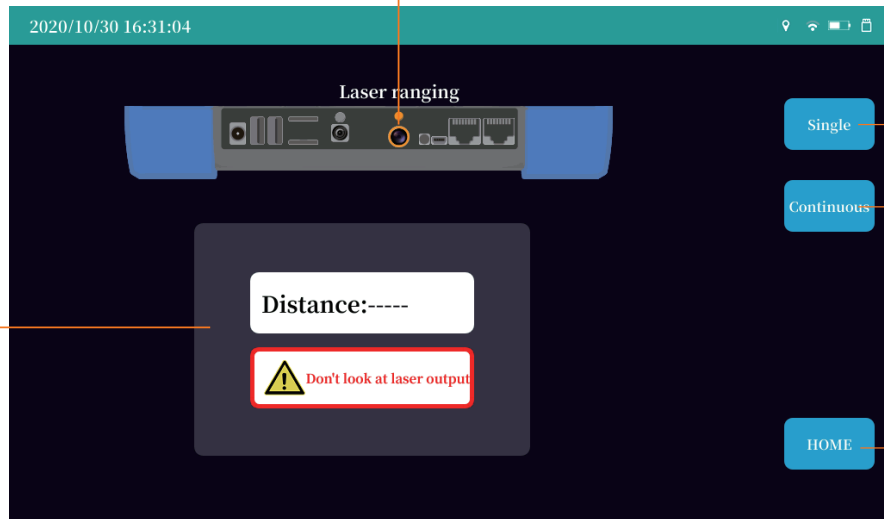 2020/10/30 16:31:04
Laser ranging
Single
Continuous
Distance:-----
Don't look at laser output
HOME